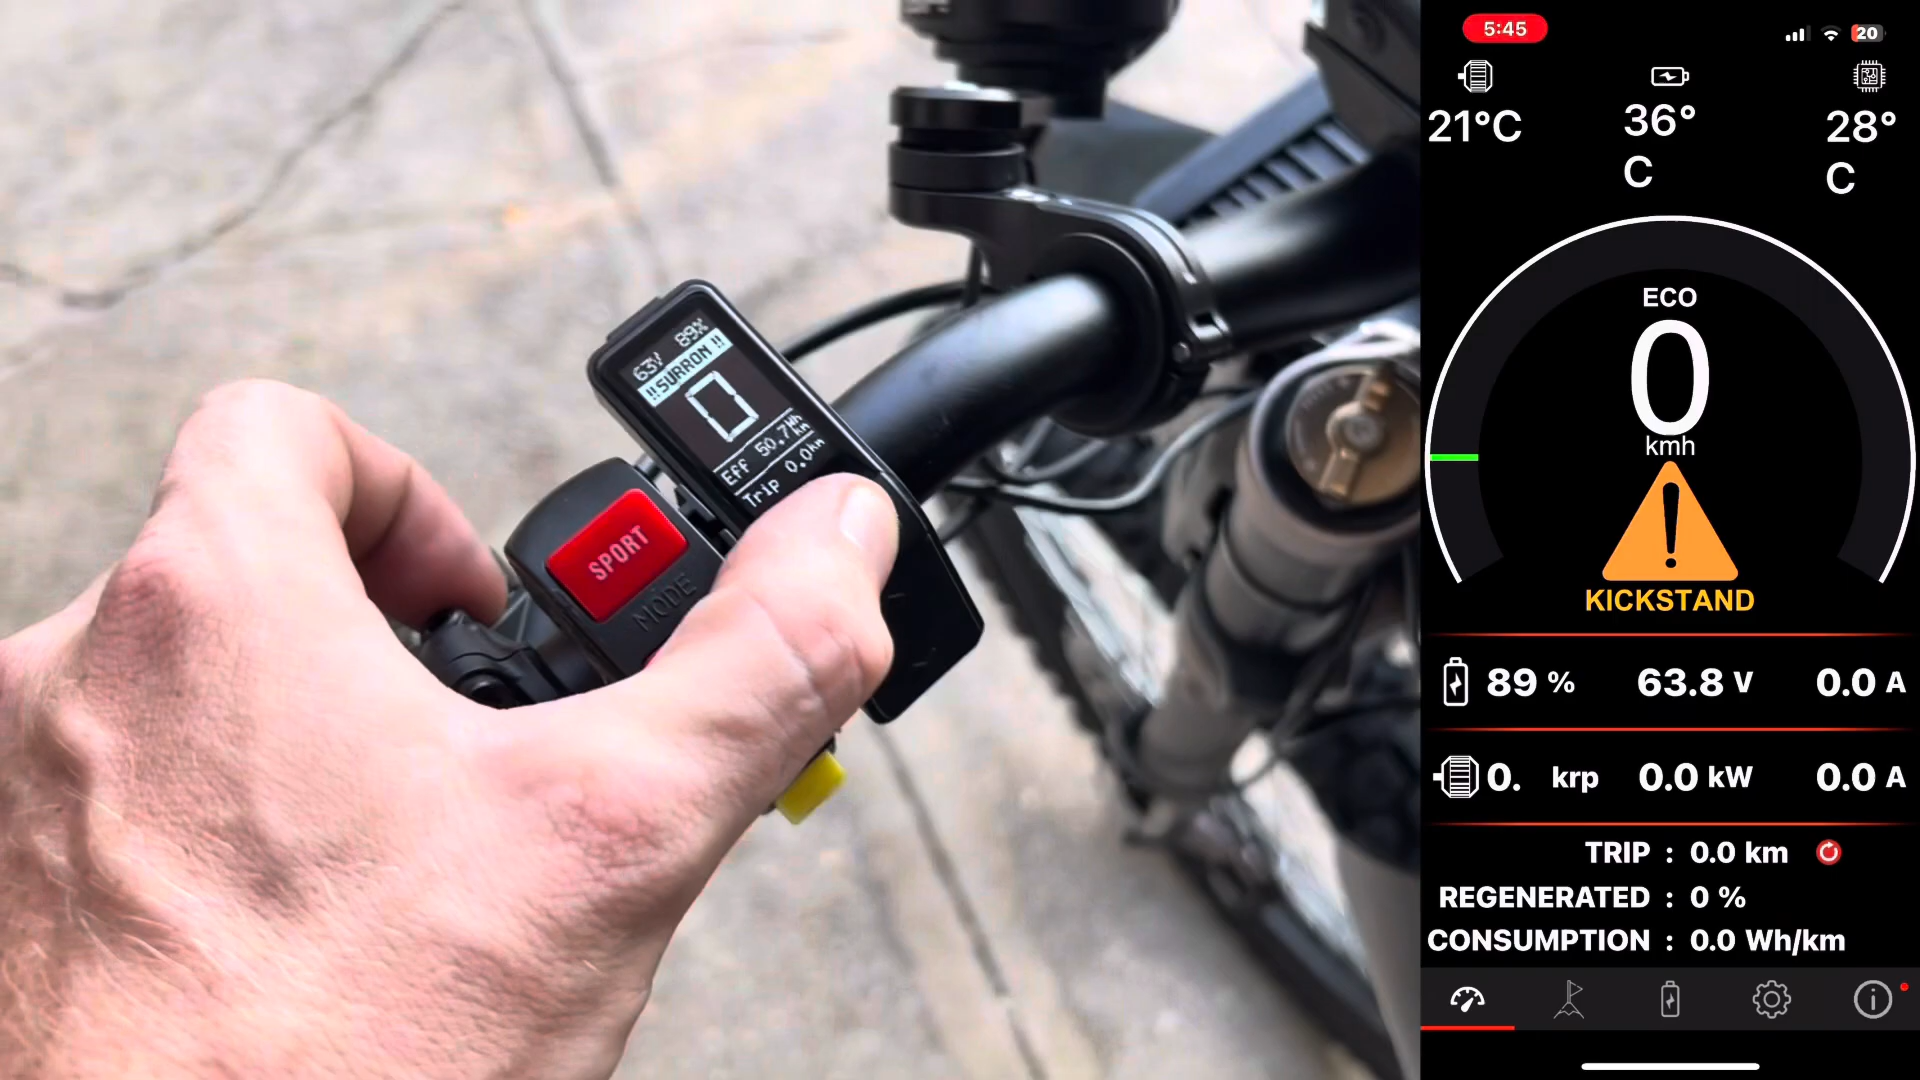 63V 89%
!!SURRON!!
0
Eff 50.7Wh/km
Trip 0.0km
SPORT
MODE
5:45
20
21°C
36°
C
28°
C
ECO
0
kmh
KICKSTAND
89 %
63.8 V
0.0 A
0. krp
0.0 kW
0.0 A
TRIP : 0.0 km
REGENERATED : 0 %
CONSUMPTION : 0.0 Wh/km